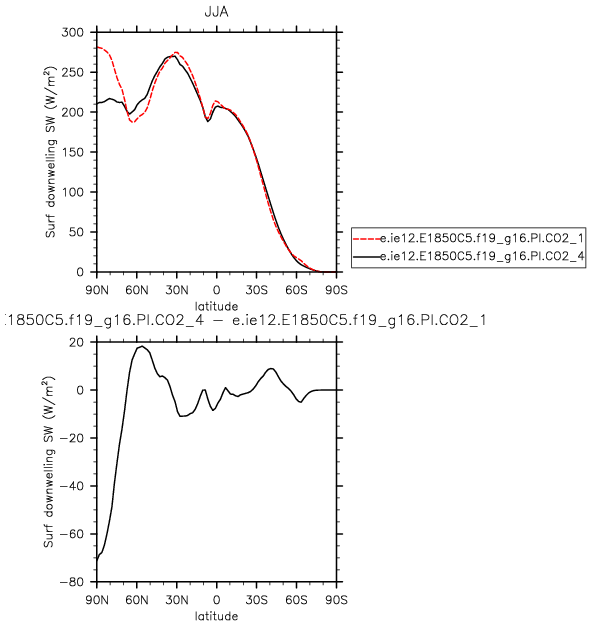 JJA
Surf downwelling SW (W/m²)
300
250
200
150
100
50
0
90N 60N 30N 0 30S 60S 90S
latitude
e.ie12.E1850C5.f19_g16.PI.CO2_1
e.ie12.E1850C5.f19_g16.PI.CO2_4
.1850C5.f19_g16.PI.CO2_4 – e.ie12.E1850C5.f19_g16.PI.CO2_1
Surf downwelling SW (W/m²)
20
0
−20
−40
−60
−80
90N 60N 30N 0 30S 60S 90S
latitude